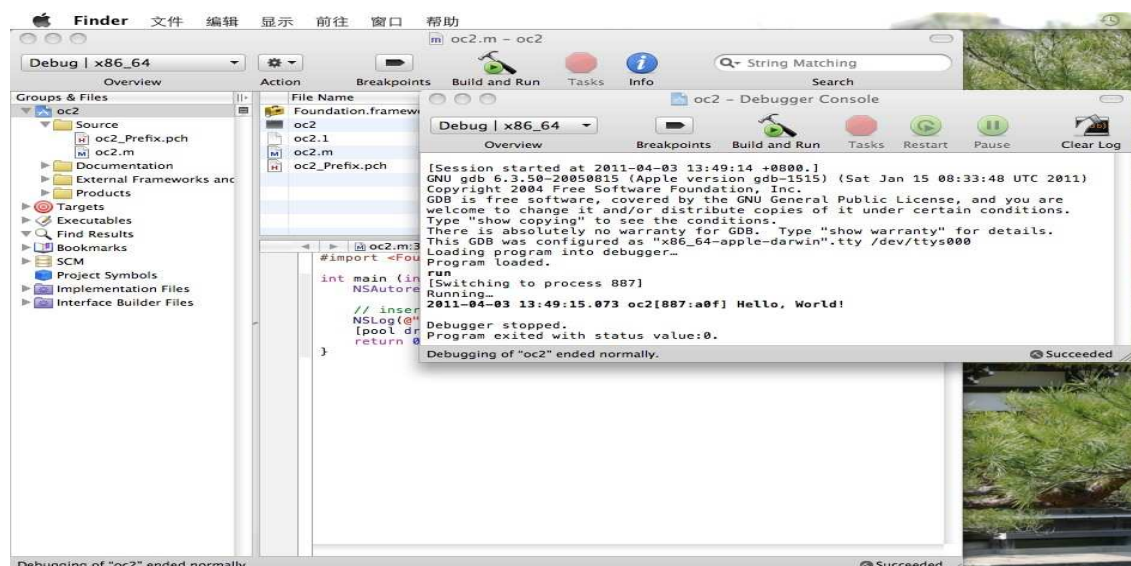 Finder 文件 编辑 显示 前往 窗口 帮助
oc2.m - oc2
Debug | x86_64
String Matching
Overview Action Breakpoints Build and Run Tasks Info Search
Groups & Files
oc2
Source
oc2_Prefix.pch
oc2.m
Documentation
External Frameworks and
Products
Targets
Executables
Find Results
Bookmarks
SCM
Project Symbols
Implementation Files
Interface Builder Files
File Name
Foundation.framew
oc2
oc2.1
oc2.m
oc2_Prefix.pch
oc2.m:3
#import <Fou
int main (in
NSAutore
// inser
NSLog(@"
[pool dr
return 0
}
oc2 - Debugger Console
Debug | x86_64
Overview Breakpoints Build and Run Tasks Restart Pause Clear Log
[Session started at 2011-04-03 13:49:14 +0800.]
GNU gdb 6.3.50-20050815 (Apple version gdb-1515) (Sat Jan 15 08:33:48 UTC 2011)
Copyright 2004 Free Software Foundation, Inc.
GDB is free software, covered by the GNU General Public License, and you are
welcome to change it and/or distribute copies of it under certain conditions.
Type "show copying" to see the conditions.
There is absolutely no warranty for GDB.  Type "show warranty" for details.
This GDB was configured as "x86_64-apple-darwin".tty /dev/ttys000
Loading program into debugger…
Program loaded.
run
[Switching to process 887]
Running…
2011-04-03 13:49:15.073 oc2[887:a0f] Hello, World!
Debugger stopped.
Program exited with status value:0.
Debugging of "oc2" ended normally.
Succeeded
Debugging of "oc2" ended normally.
Succeeded